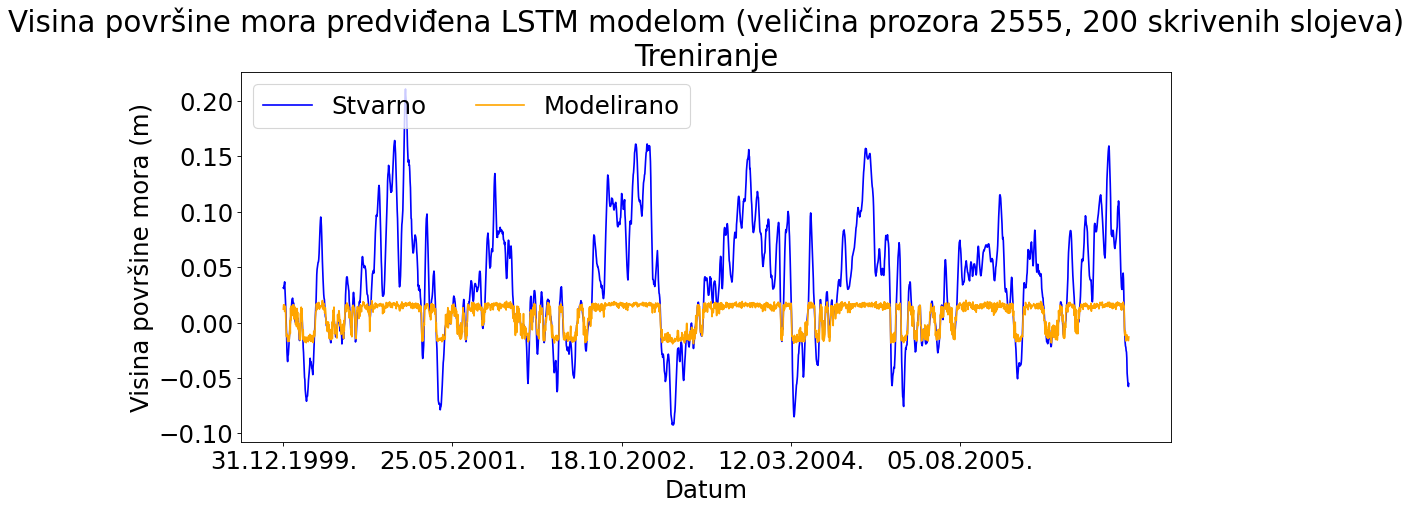 Visina površine mora predviđena LSTM modelom (veličina prozora 2555, 200 skrivenih slojeva)
Treniranje
Stvarno Modelirano
Visina površine mora (m)
0.20
0.15
0.10
0.05
0.00
−0.05
−0.10
31.12.1999. 25.05.2001. 18.10.2002. 12.03.2004. 05.08.2005.
Datum